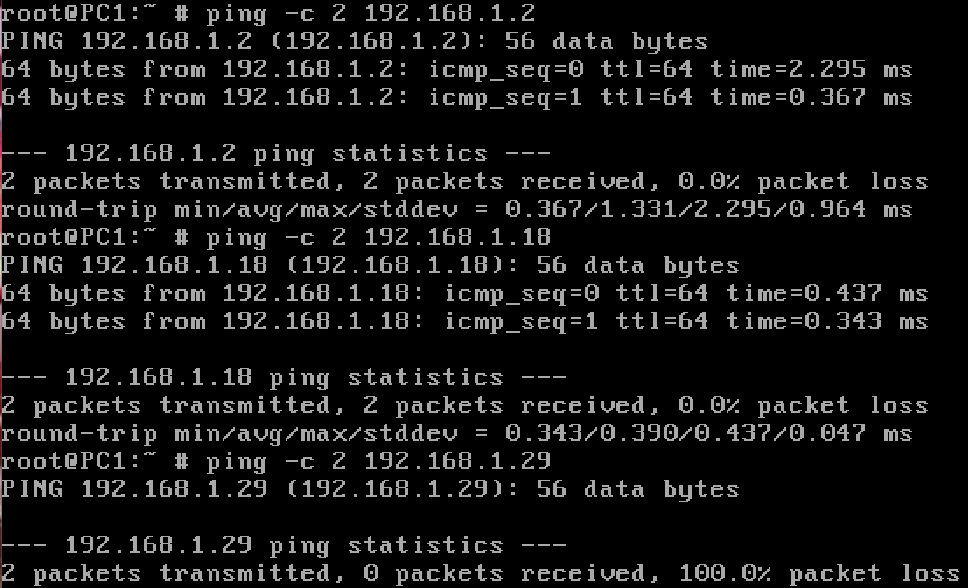 root@PC1:~ # ping -c 2 192.168.1.2
PING 192.168.1.2 (192.168.1.2): 56 data bytes
64 bytes from 192.168.1.2: icmp_seq=0 ttl=64 time=2.295 ms
64 bytes from 192.168.1.2: icmp_seq=1 ttl=64 time=0.367 ms
--- 192.168.1.2 ping statistics ---
2 packets transmitted, 2 packets received, 0.0% packet loss
round-trip min/avg/max/stddev = 0.367/1.331/2.295/0.964 ms
root@PC1:~ # ping -c 2 192.168.1.18
PING 192.168.1.18 (192.168.1.18): 56 data bytes
64 bytes from 192.168.1.18: icmp_seq=0 ttl=64 time=0.437 ms
64 bytes from 192.168.1.18: icmp_seq=1 ttl=64 time=0.343 ms
--- 192.168.1.18 ping statistics ---
2 packets transmitted, 2 packets received, 0.0% packet loss
round-trip min/avg/max/stddev = 0.343/0.390/0.437/0.047 ms
root@PC1:~ # ping -c 2 192.168.1.29
PING 192.168.1.29 (192.168.1.29): 56 data bytes
--- 192.168.1.29 ping statistics ---
2 packets transmitted, 0 packets received, 100.0% packet loss